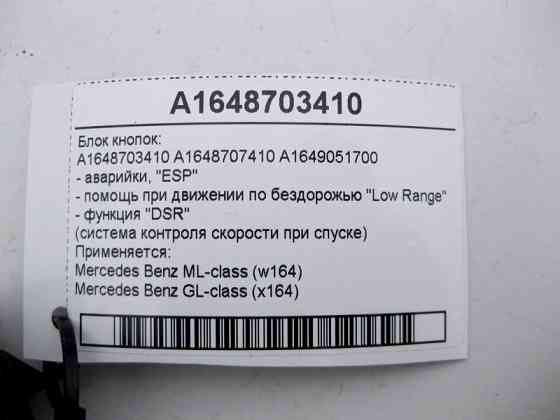 A1648703410
Блок кнопок:
A1648703410 A1648707410 A1649051700
- аварийки, "ESP"
- помощь при движении по бездорожью "Low Range"
- функция "DSR"
(система контроля скорости при спуске)
Применяется:
Mercedes Benz ML-class (w164)
Mercedes Benz GL-class (x164)